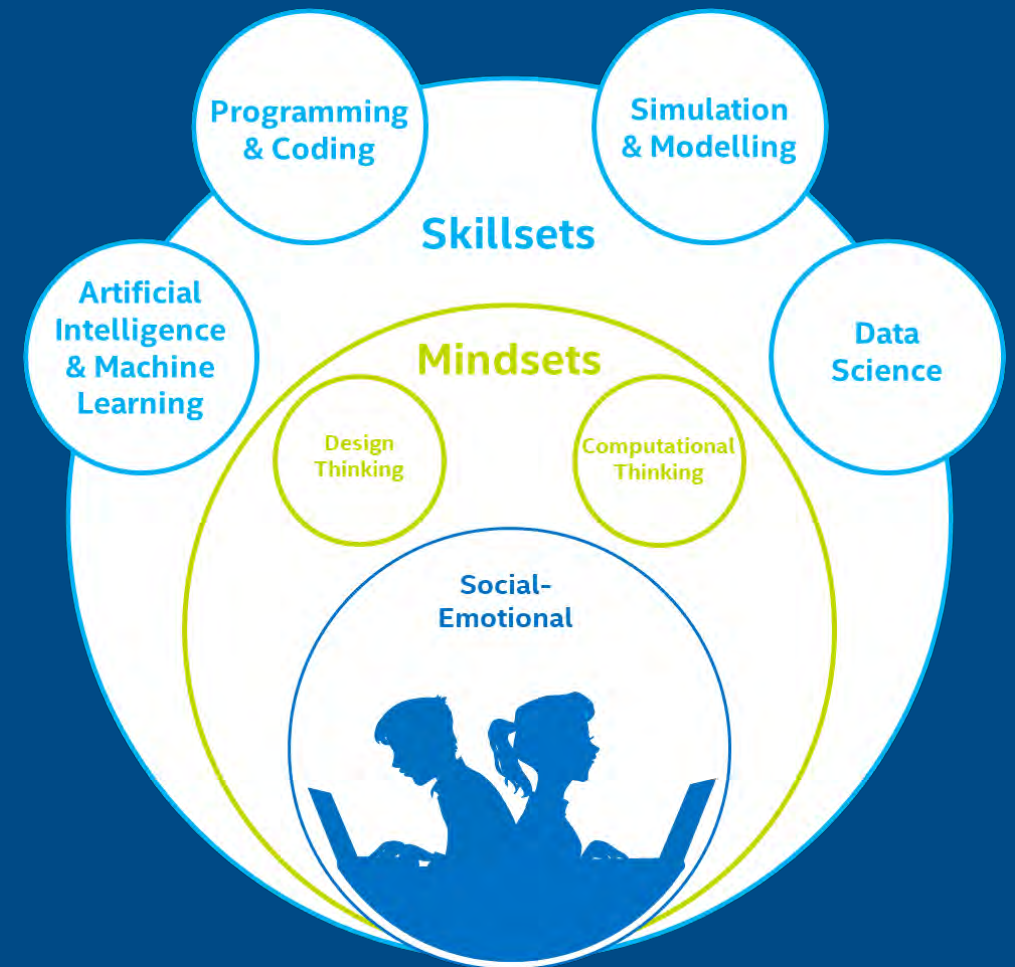 Programming
& Coding
Simulation
& Modelling
Skillsets
Artificial
Intelligence
& Machine
Learning
Data
Science
Mindsets
Design
Thinking
Computational
Thinking
Social-
Emotional